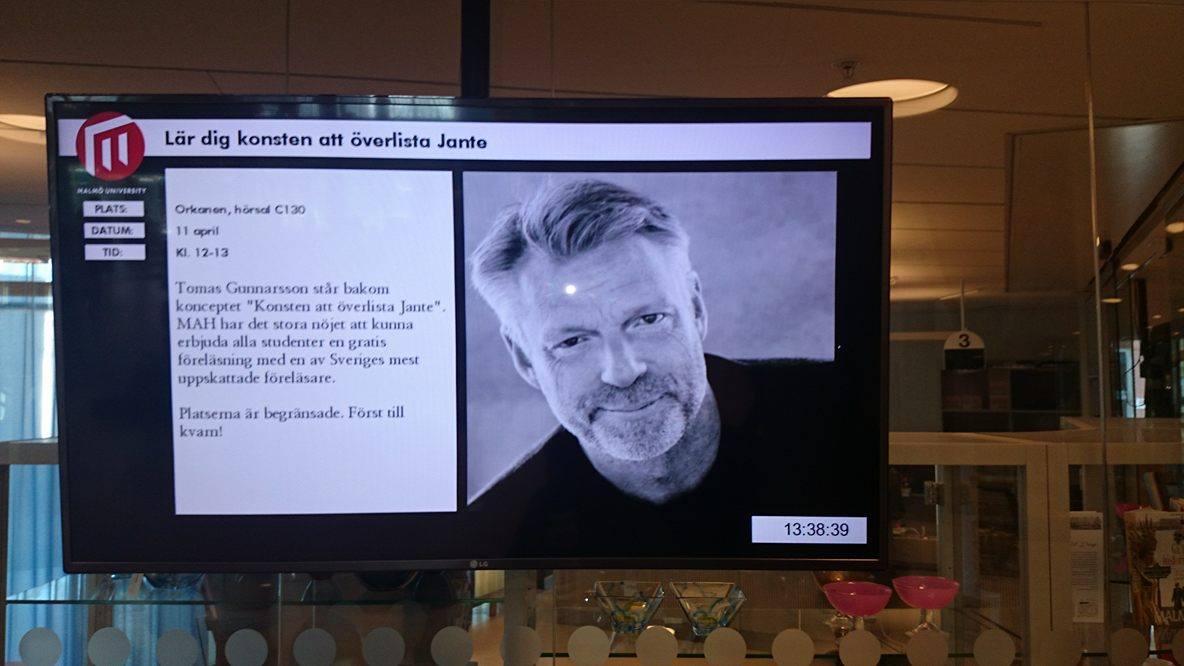 Lär dig konsten att överlista Jante
MALMÖ UNIVERSITY
PLATS:
Orkanen, hörsal C130
DATUM:
11 april
TID:
Kl. 12-13
Tomas Gunnarsson står bakom
konceptet "Konsten att överlista Jante".
MAH har det stora nöjet att kunna
erbjuda alla studenter en gratis
föreläsning med en av Sveriges mest
uppskattade föreläsare.
Platserna är begränsade. Först till
kvarn!
13:38:39
LG
3